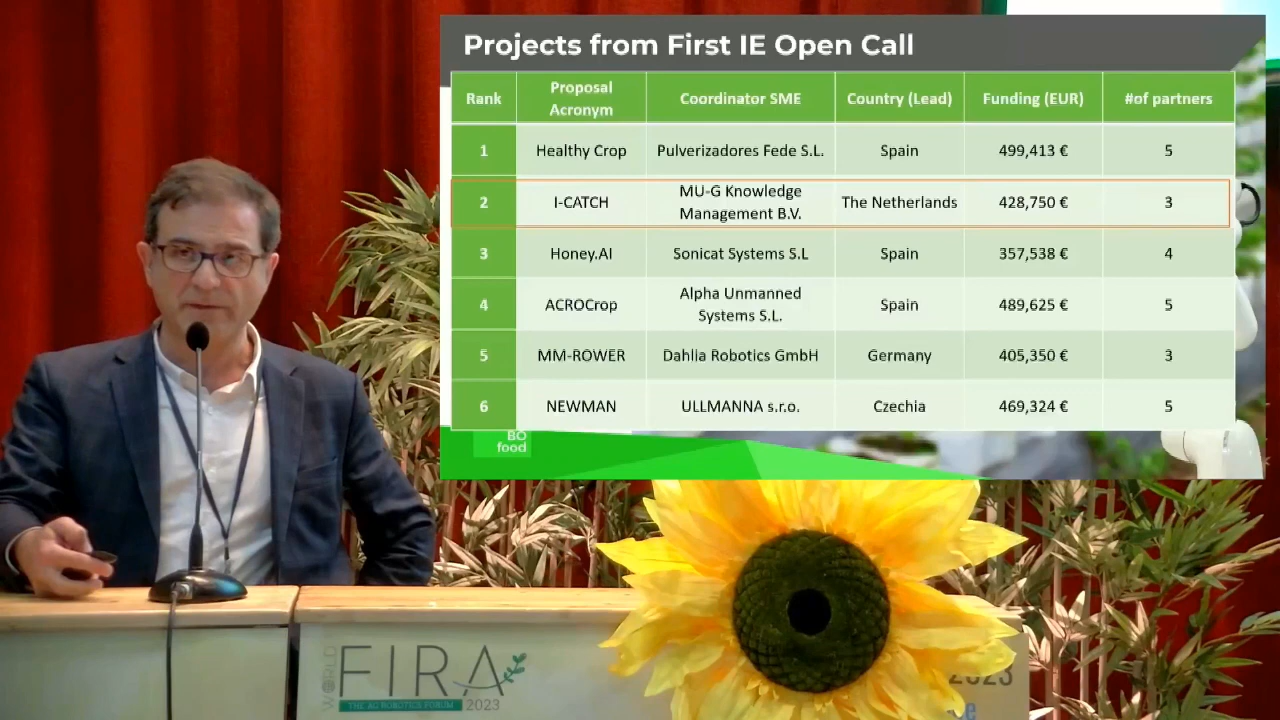 Projects from First IE Open Call
Rank Proposal Acronym Coordinator SME Country (Lead) Funding (EUR) #of partners
1 Healthy Crop Pulverizadores Fede S.L. Spain 499,413 € 5
2 I-CATCH MU-G Knowledge Management B.V. The Netherlands 428,750 € 3
3 Honey.AI Sonicat Systems S.L Spain 357,538 € 4
4 ACROCrop Alpha Unmanned Systems S.L. Spain 489,625 € 5
5 MM-ROWER Dahlia Robotics GmbH Germany 405,350 € 3
6 NEWMAN ULLMANNA s.r.o. Czechia 469,324 € 5
BO
food
WORLD
FIRA
THE AG ROBOTICS FORUM 2023
2023